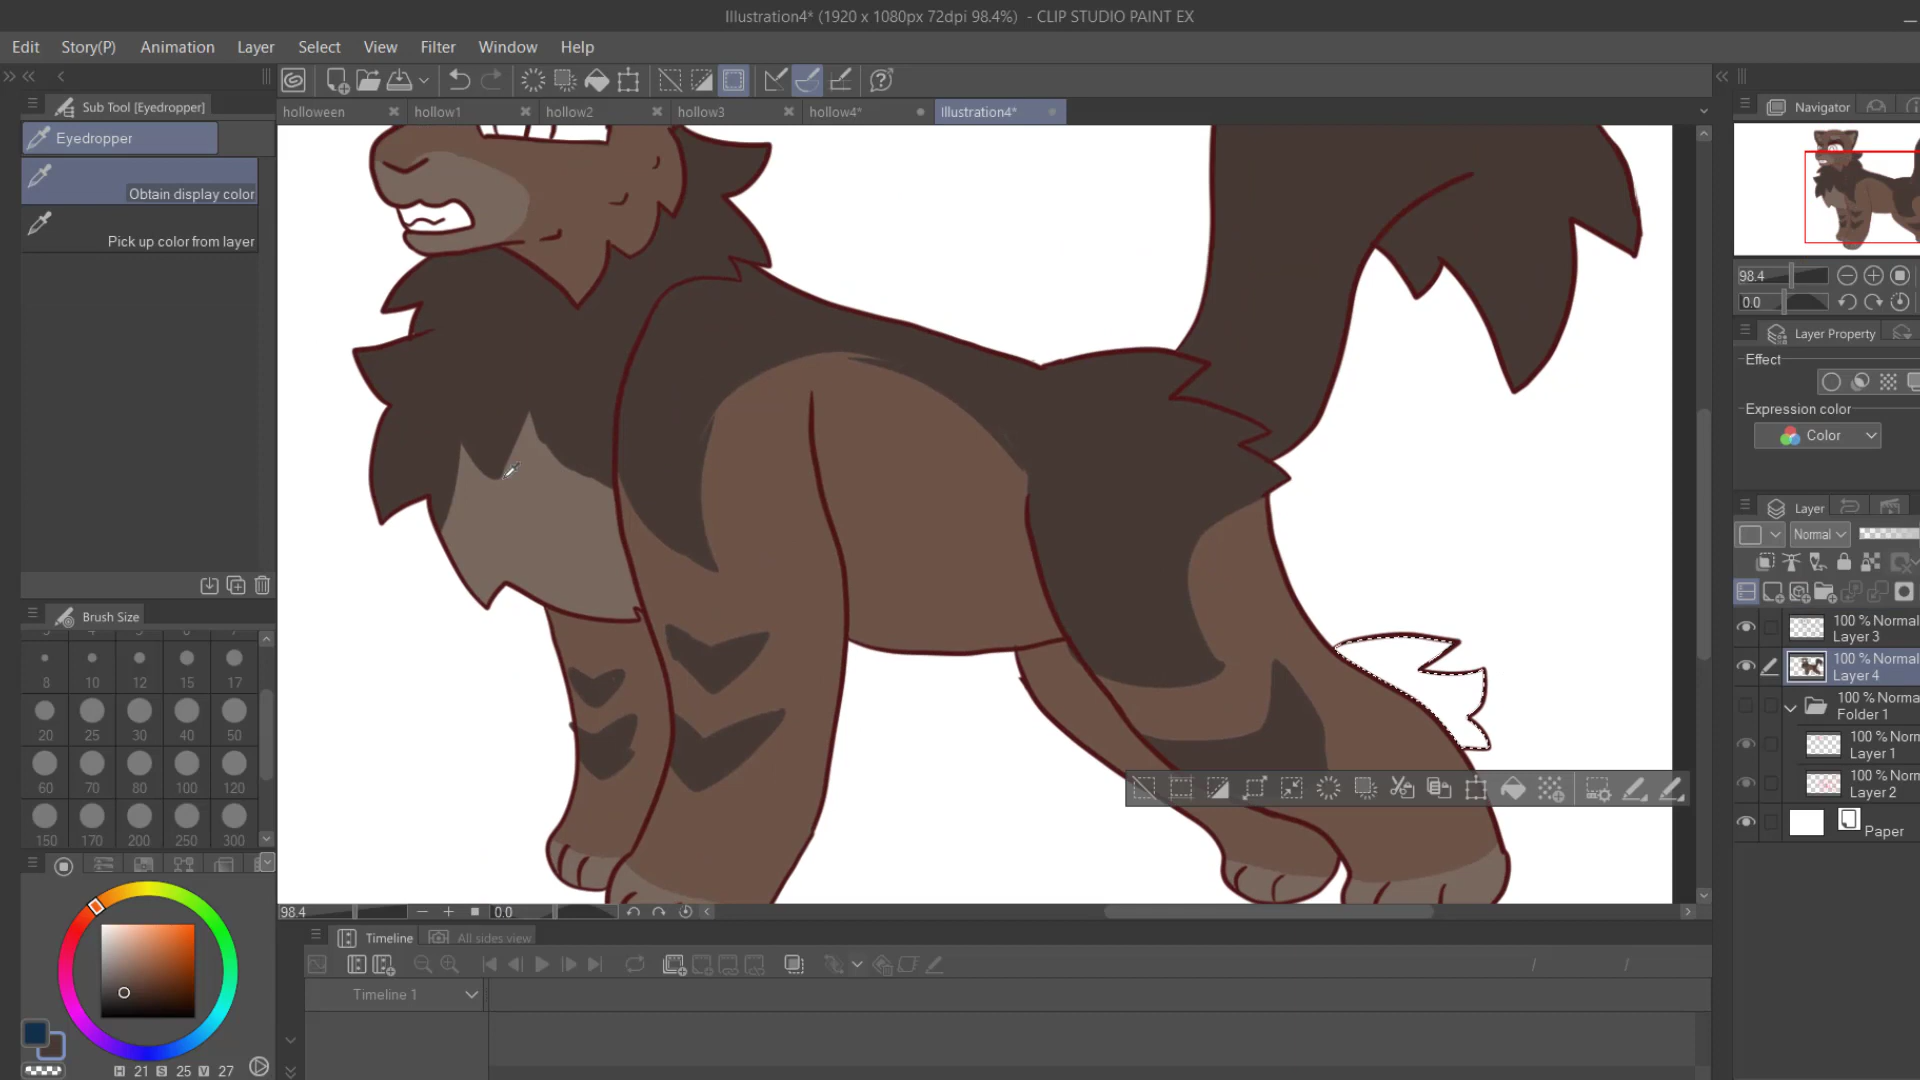 Illustration4* (1920 x 1080px 72dpi 98.4%) - CLIP STUDIO PAINT EX
Edit Story(P) Animation Layer Select View Filter Window Help
Sub Tool [Eyedropper]
Navigator
holloween hollow1 hollow2 hollow3 hollow4* Illustration4*
Eyedropper
Obtain display color
Pick up color from layer
98.4
0.0
Layer Property
Effect
Expression color
Color
Layer
Normal
Brush Size
8 10 12 15 17
20 25 30 40 50
60 70 80 100 120
150 170 200 250 300
100 % Normal
Layer 3
100 % Normal
Layer 4
100 % Norma
Folder 1
100 % Norm
Layer 1
100 % Norm
Layer 2
Paper
98.4 0.0
Timeline All sides view
Timeline 1
H 21 S 25 V 27